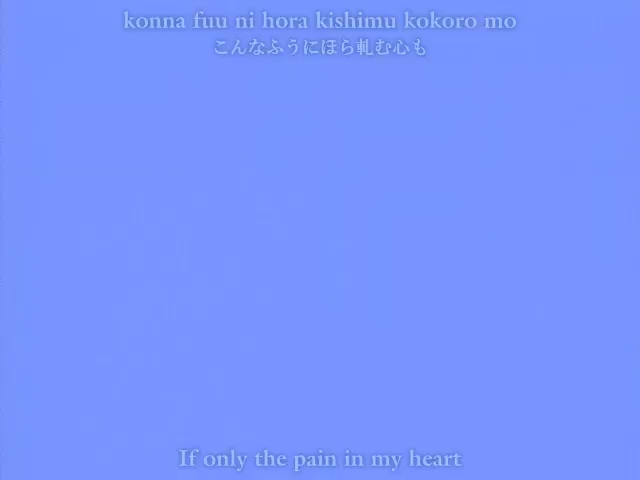 konna fuu ni hora kishimu kokoro mo
こんなふうにほら軋む心も
If only the pain in my heart